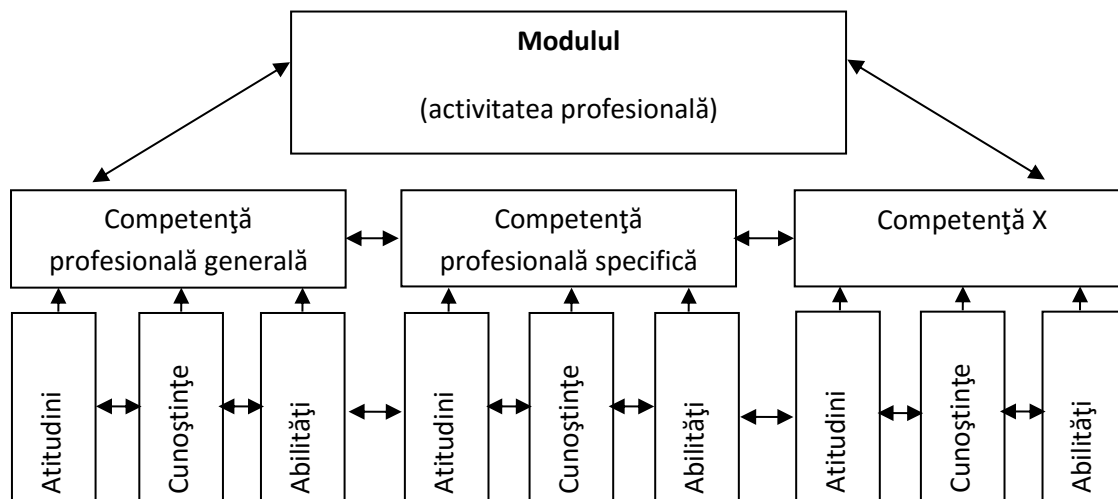 Modulul
(activitatea profesională)
Competenţă
profesională generală
Competenţă
profesională specifică
Competenţă X
Atitudini
Cunoştinţe
Abilităţi
Atitudini
Cunoştinţe
Abilităţi
Atitudini
Cunoştinţe
Abilităţi